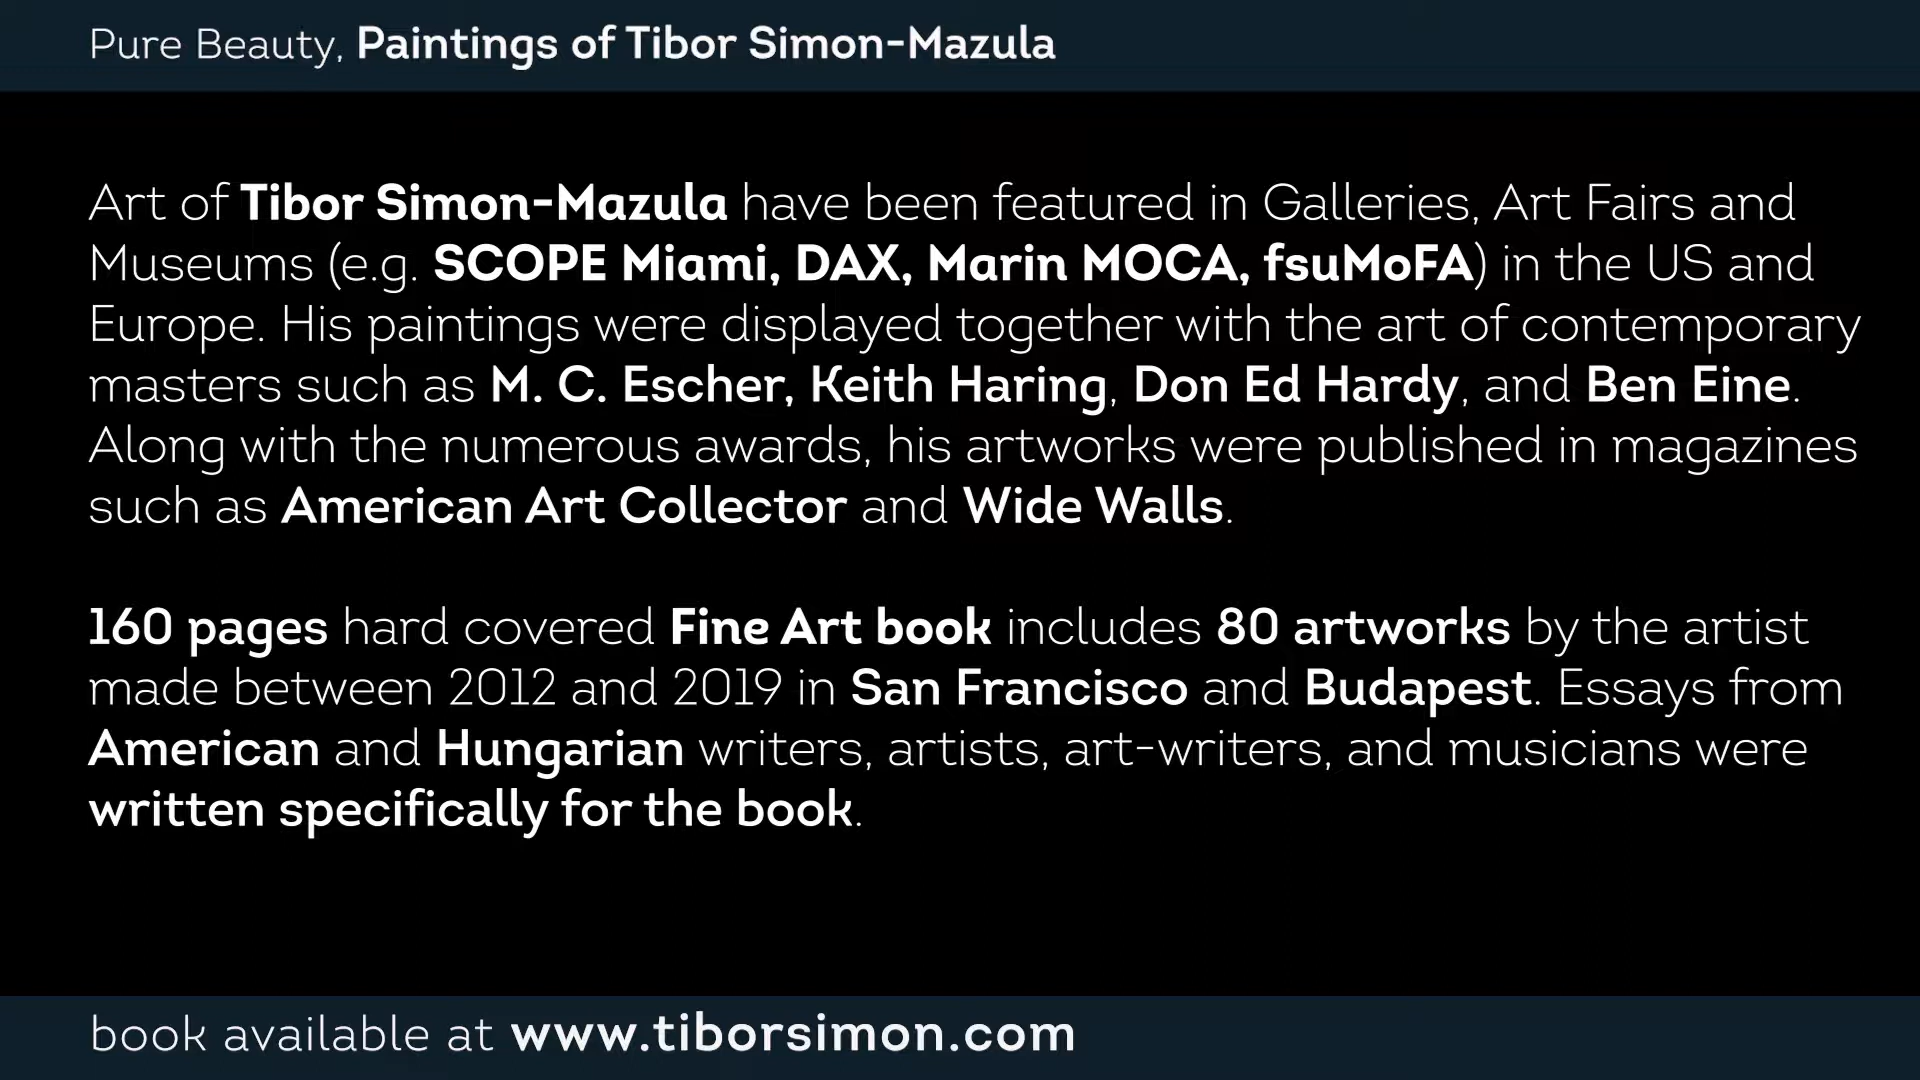 Pure Beauty, Paintings of Tibor Simon-Mazula
Art of Tibor Simon-Mazula have been featured in Galleries, Art Fairs and
Museums (e.g. SCOPE Miami, DAX, Marin MOCA, fsuMoFA) in the US and
Europe. His paintings were displayed together with the art of contemporary
masters such as M. C. Escher, Keith Haring, Don Ed Hardy, and Ben Eine.
Along with the numerous awards, his artworks were published in magazines
such as American Art Collector and Wide Walls.
160 pages hard covered Fine Art book includes 80 artworks by the artist
made between 2012 and 2019 in San Francisco and Budapest. Essays from
American and Hungarian writers, artists, art-writers, and musicians were
written specifically for the book.
book available at www.tiborsimon.com